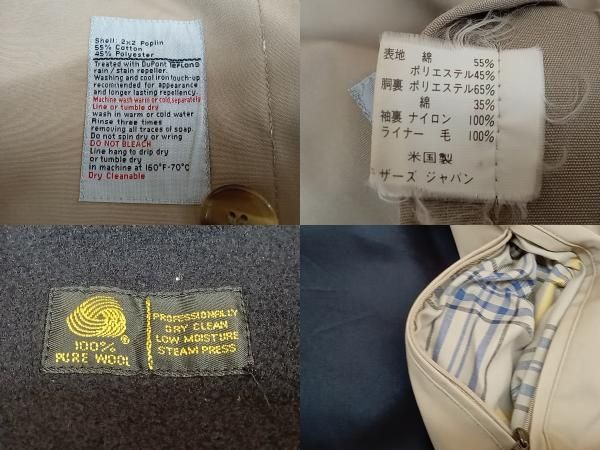 Shell: 2x2 Poplin
55% Cotton
45% Polyester
Treated with DuPont TEFLON®
rain / stain repeller.
Washing and cool iron touch-up
recommended for appearance
and longer lasting repellency.
Machine wash warm or cold, separately
Line or tumble dry
wash in warm or cold water
Rinse three times
removing all traces of soap.
Do not spin dry or wring
DO NOT BLEACH
Line hang to drip dry
or tumble dry
in machine at 160°F-70°C
Dry Cleanable
表地 綿 55%
ポリエステル45%
胴裏 ポリエステル65%
綿 35%
袖裏 ナイロン 100%
ライナー 毛 100%
米国製
ザーズ ジャパン
100%
PURE WOOL
®
PROFESSIONALLY
DRY CLEAN
LOW MOISTURE
STEAM PRESS